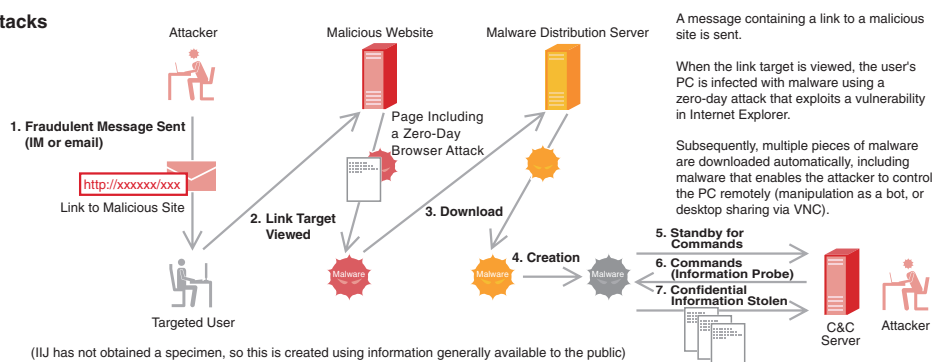 tacks
Attacker
Malicious Website
Malware Distribution Server
A message containing a link to a malicious
site is sent.
When the link target is viewed, the user's
PC is infected with malware using a
zero-day attack that exploits a vulnerability
in Internet Explorer.
Subsequently, multiple pieces of malware
are downloaded automatically, including
malware that enables the attacker to control
the PC remotely (manipulation as a bot, or
desktop sharing via VNC).
1. Fraudulent Message Sent
(IM or email)
http://xxxxxx/xxx
Link to Malicious Site
Page Including
a Zero-Day
Browser Attack
2. Link Target
Viewed
3. Download
4. Creation
Malware
Malware
Malware
5. Standby for
Commands
6. Commands
(Information Probe)
7. Confidential
Information Stolen
Targeted User
C&C
Server
Attacker
(IIJ has not obtained a specimen, so this is created using information generally available to the public)